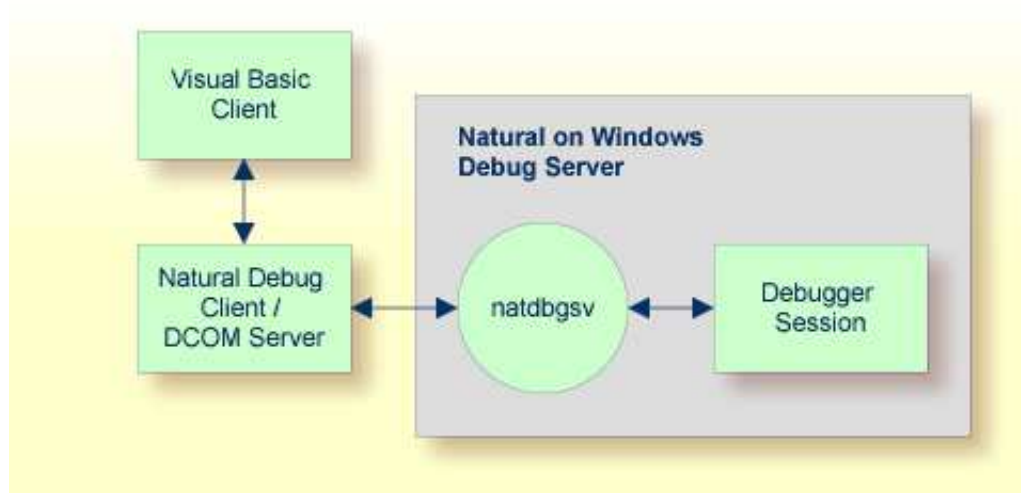 Visual Basic
Client
Natural on Windows
Debug Server
Natural Debug
Client /
DCOM Server
natdbgsv
Debugger
Session